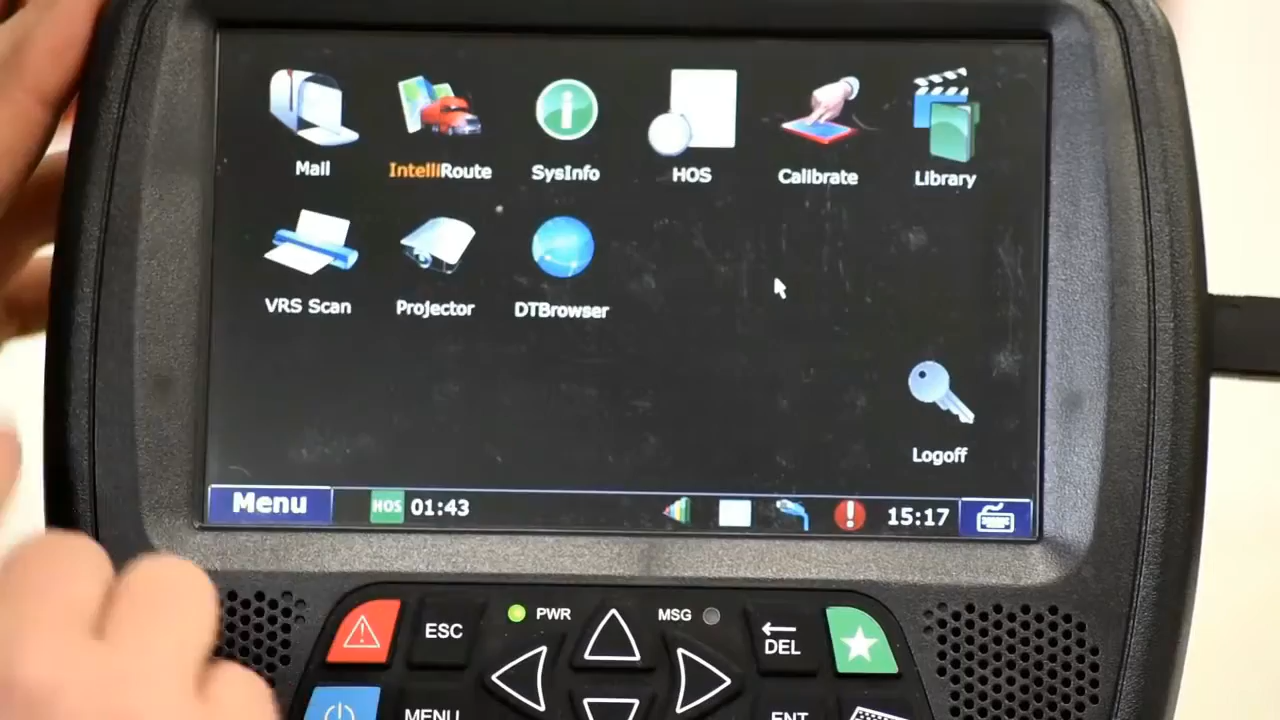 Mail IntelliRoute SysInfo HOS Calibrate Library
VRS Scan Projector DTBrowser
Logoff
Menu HOS 01:43 15:17
ESC PWR MSG DEL
MENU ENT